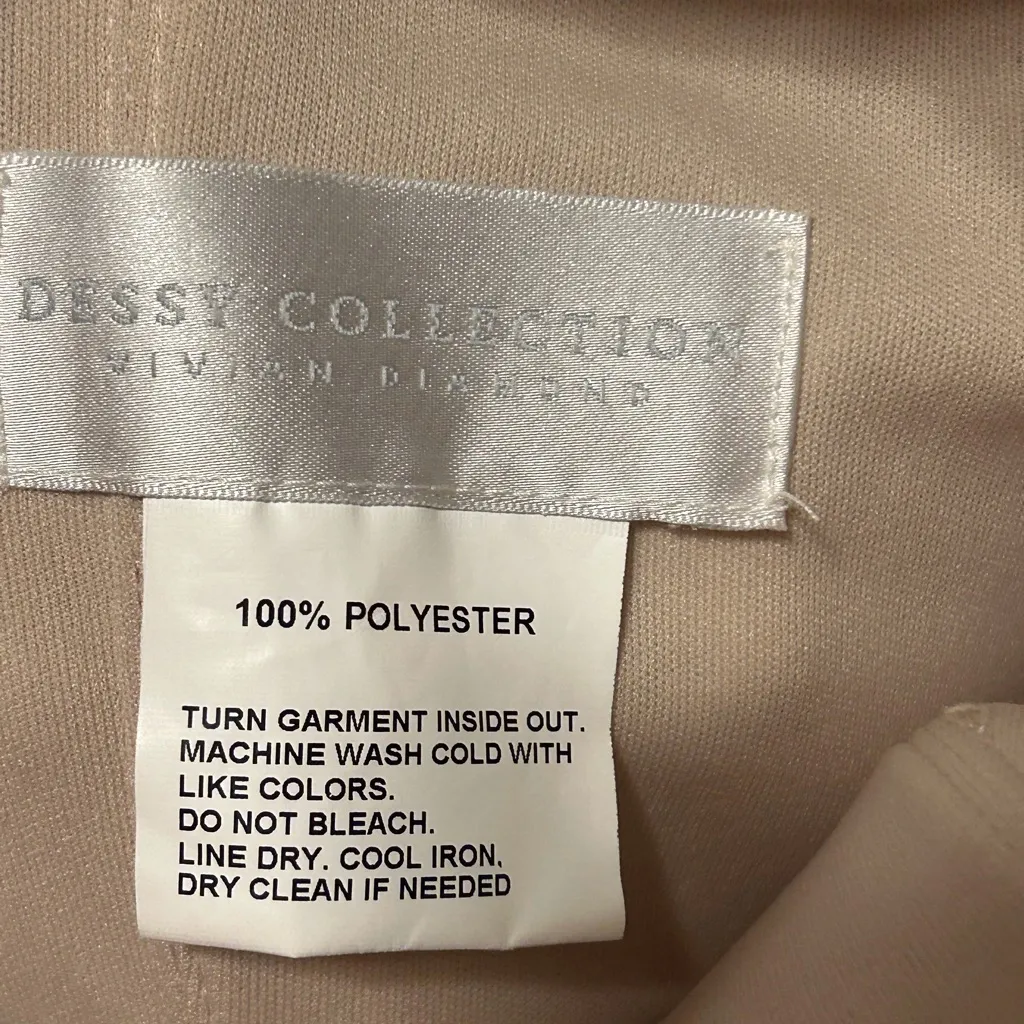 DESSY COLLECTION
VIVIAN DIAMOND
100% POLYESTER
TURN GARMENT INSIDE OUT.
MACHINE WASH COLD WITH
LIKE COLORS.
DO NOT BLEACH.
LINE DRY. COOL IRON,
DRY CLEAN IF NEEDED